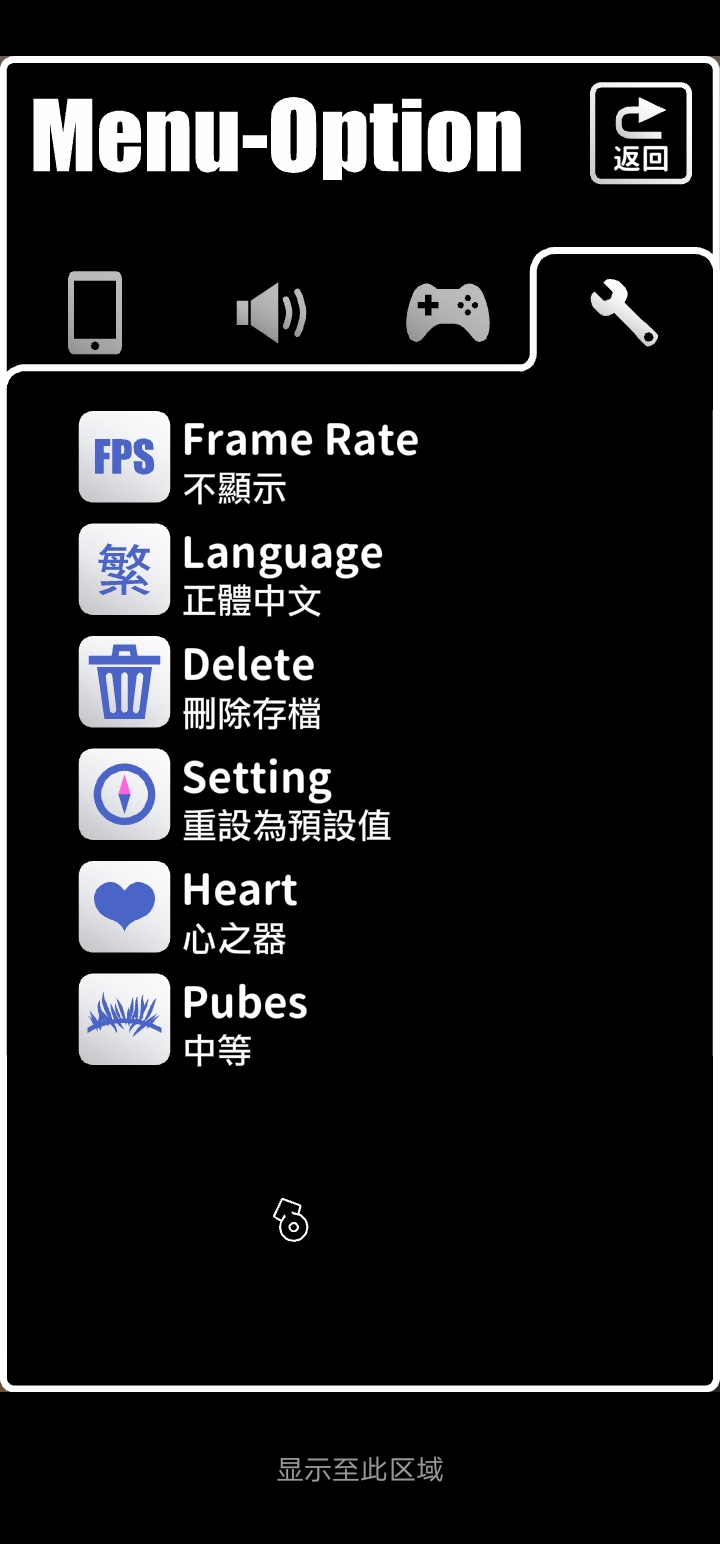 Menu-Option
返回
FPS
Frame Rate
不顯示
繁
Language
正體中文
Delete
刪除存檔
Setting
重設為預設值
Heart
心之器
Pubes
中等
显示至此区域